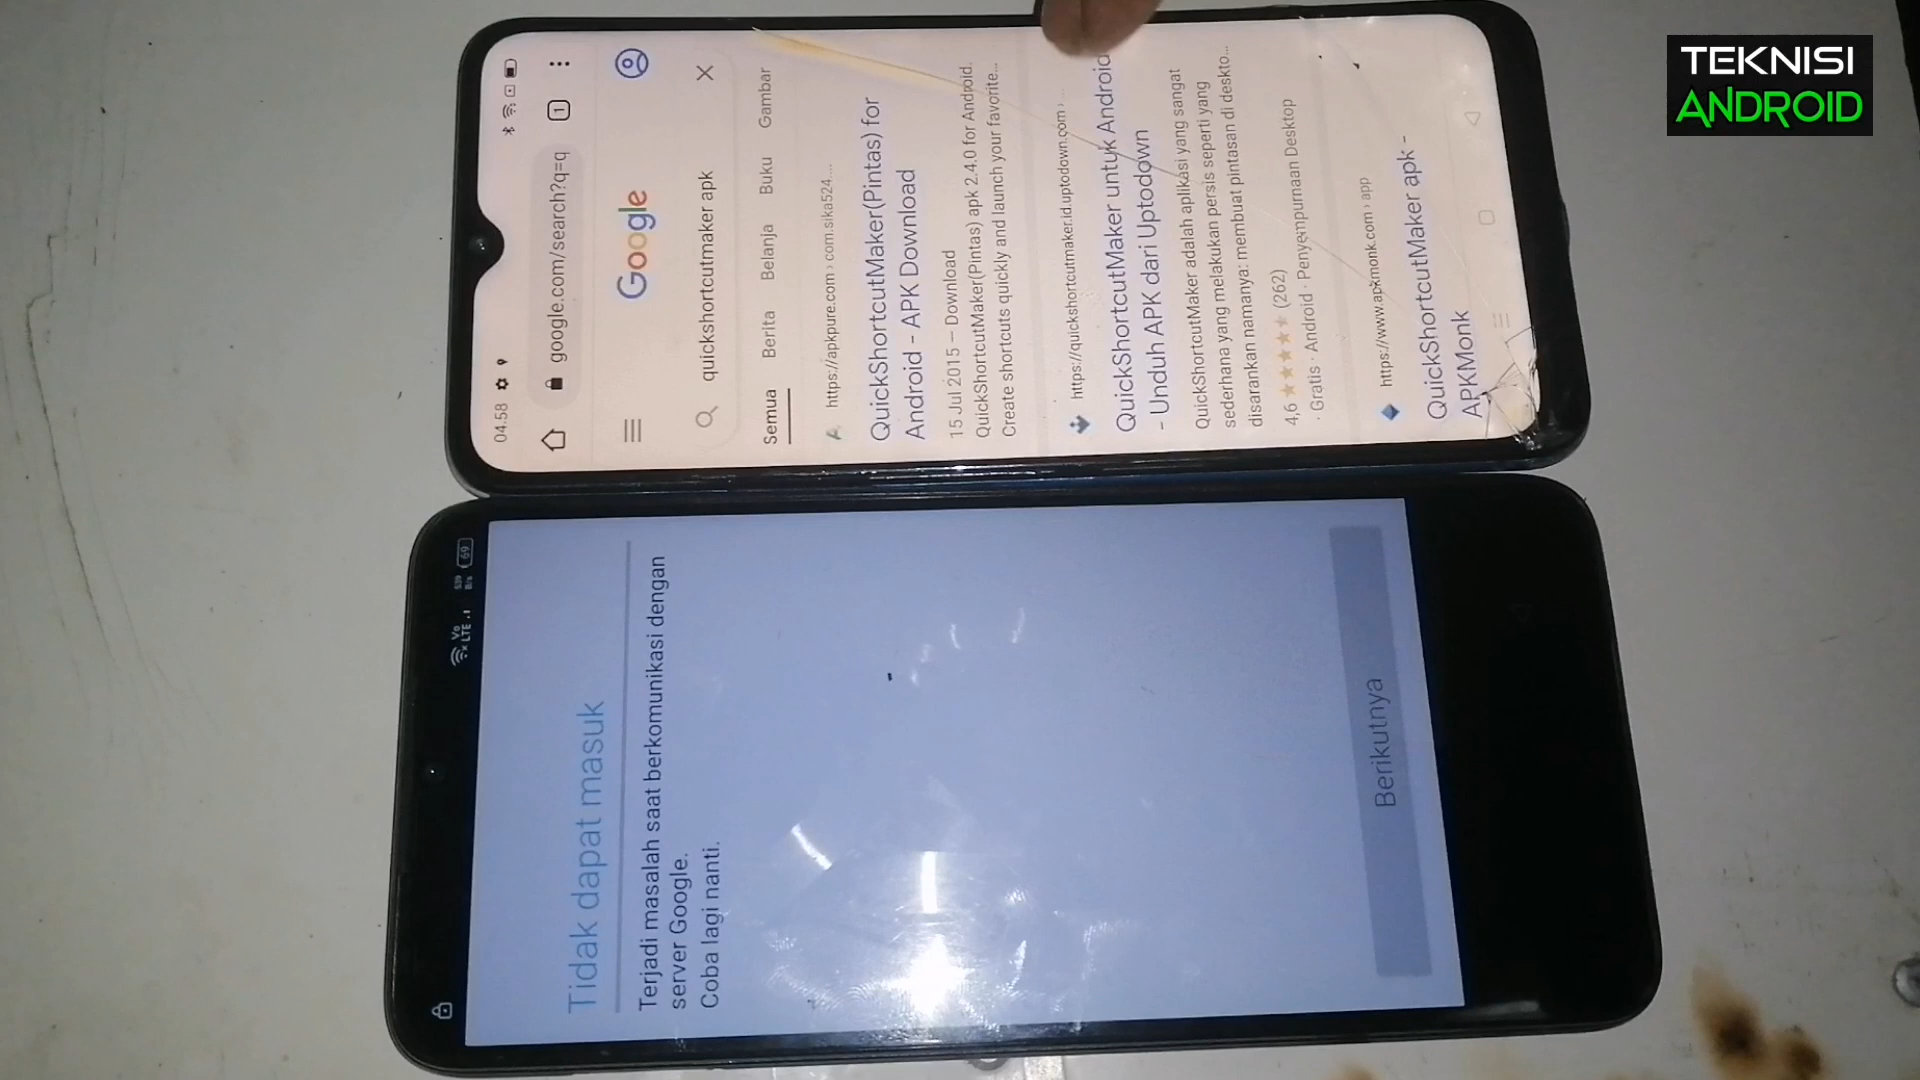 TEKNISI
ANDROID
04.58
google.com/search?q=q
1
Google
quickshortcutmaker apk
Semua Berita Belanja Buku Gambar
https://apkpure.com › com.sika524....
QuickShortcutMaker(Pintas) for
Android - APK Download
15 Jul 2015 — Download
QuickShortcutMaker(Pintas) apk 2.4.0 for Android.
Create shortcuts quickly and launch your favorite...
https://quickshortcutmaker.id.uptodown.com › ...
QuickShortcutMaker untuk Android
- Unduh APK dari Uptodown
QuickShortcutMaker adalah aplikasi yang sangat
sederhana yang melakukan persis seperti yang
disarankan namanya: membuat pintasan di deskto...
4,6 ★★★★★ (262)
· Gratis · Android · Penyempurnaan Desktop
https://www.apkmonk.com › app
QuickShortcutMaker apk -
APKMonk
Vo
LTE
539
B/s
69
Tidak dapat masuk
Terjadi masalah saat berkomunikasi dengan
server Google.
Coba lagi nanti.
Berikutnya